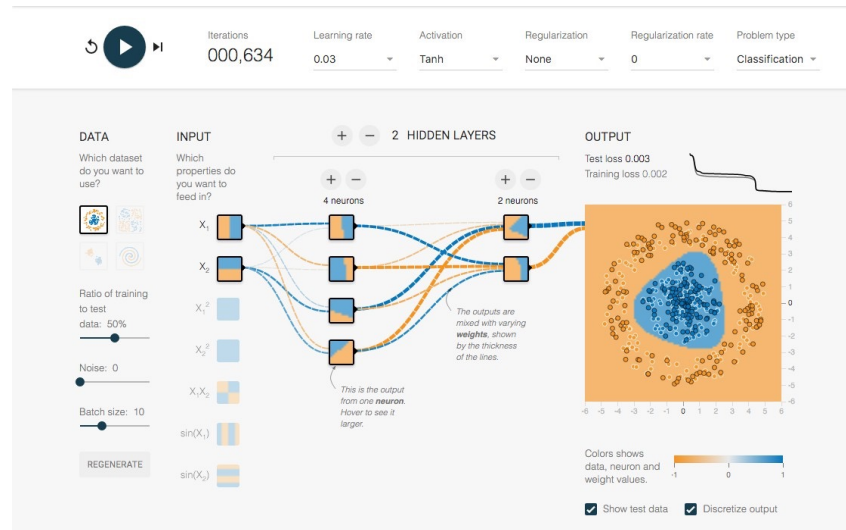 Iterations
000,634
Learning rate
0.03
Activation
Tanh
Regularization
None
Regularization rate
0
Problem type
Classification
DATA
Which dataset
do you want to
use?
Ratio of training
to test
data: 50%
Noise: 0
Batch size: 10
REGENERATE
INPUT
Which
properties do
you want to
feed in?
X₁
X₂
X₁²
X₂²
X₁X₂
sin(X₁)
sin(X₂)
+ − 2 HIDDEN LAYERS
+ −
4 neurons
+ −
2 neurons
This is the output
from one neuron.
Hover to see it
larger.
The outputs are
mixed with varying
weights, shown
by the thickness
of the lines.
OUTPUT
Test loss 0.003
Training loss 0.002
6
5
4
3
2
1
0
-1
-2
-3
-4
-5
-6
-6 -5 -4 -3 -2 -1 0 1 2 3 4 5 6
Colors shows
data, neuron and
weight values.
-1 0 1
Show test data
Discretize output